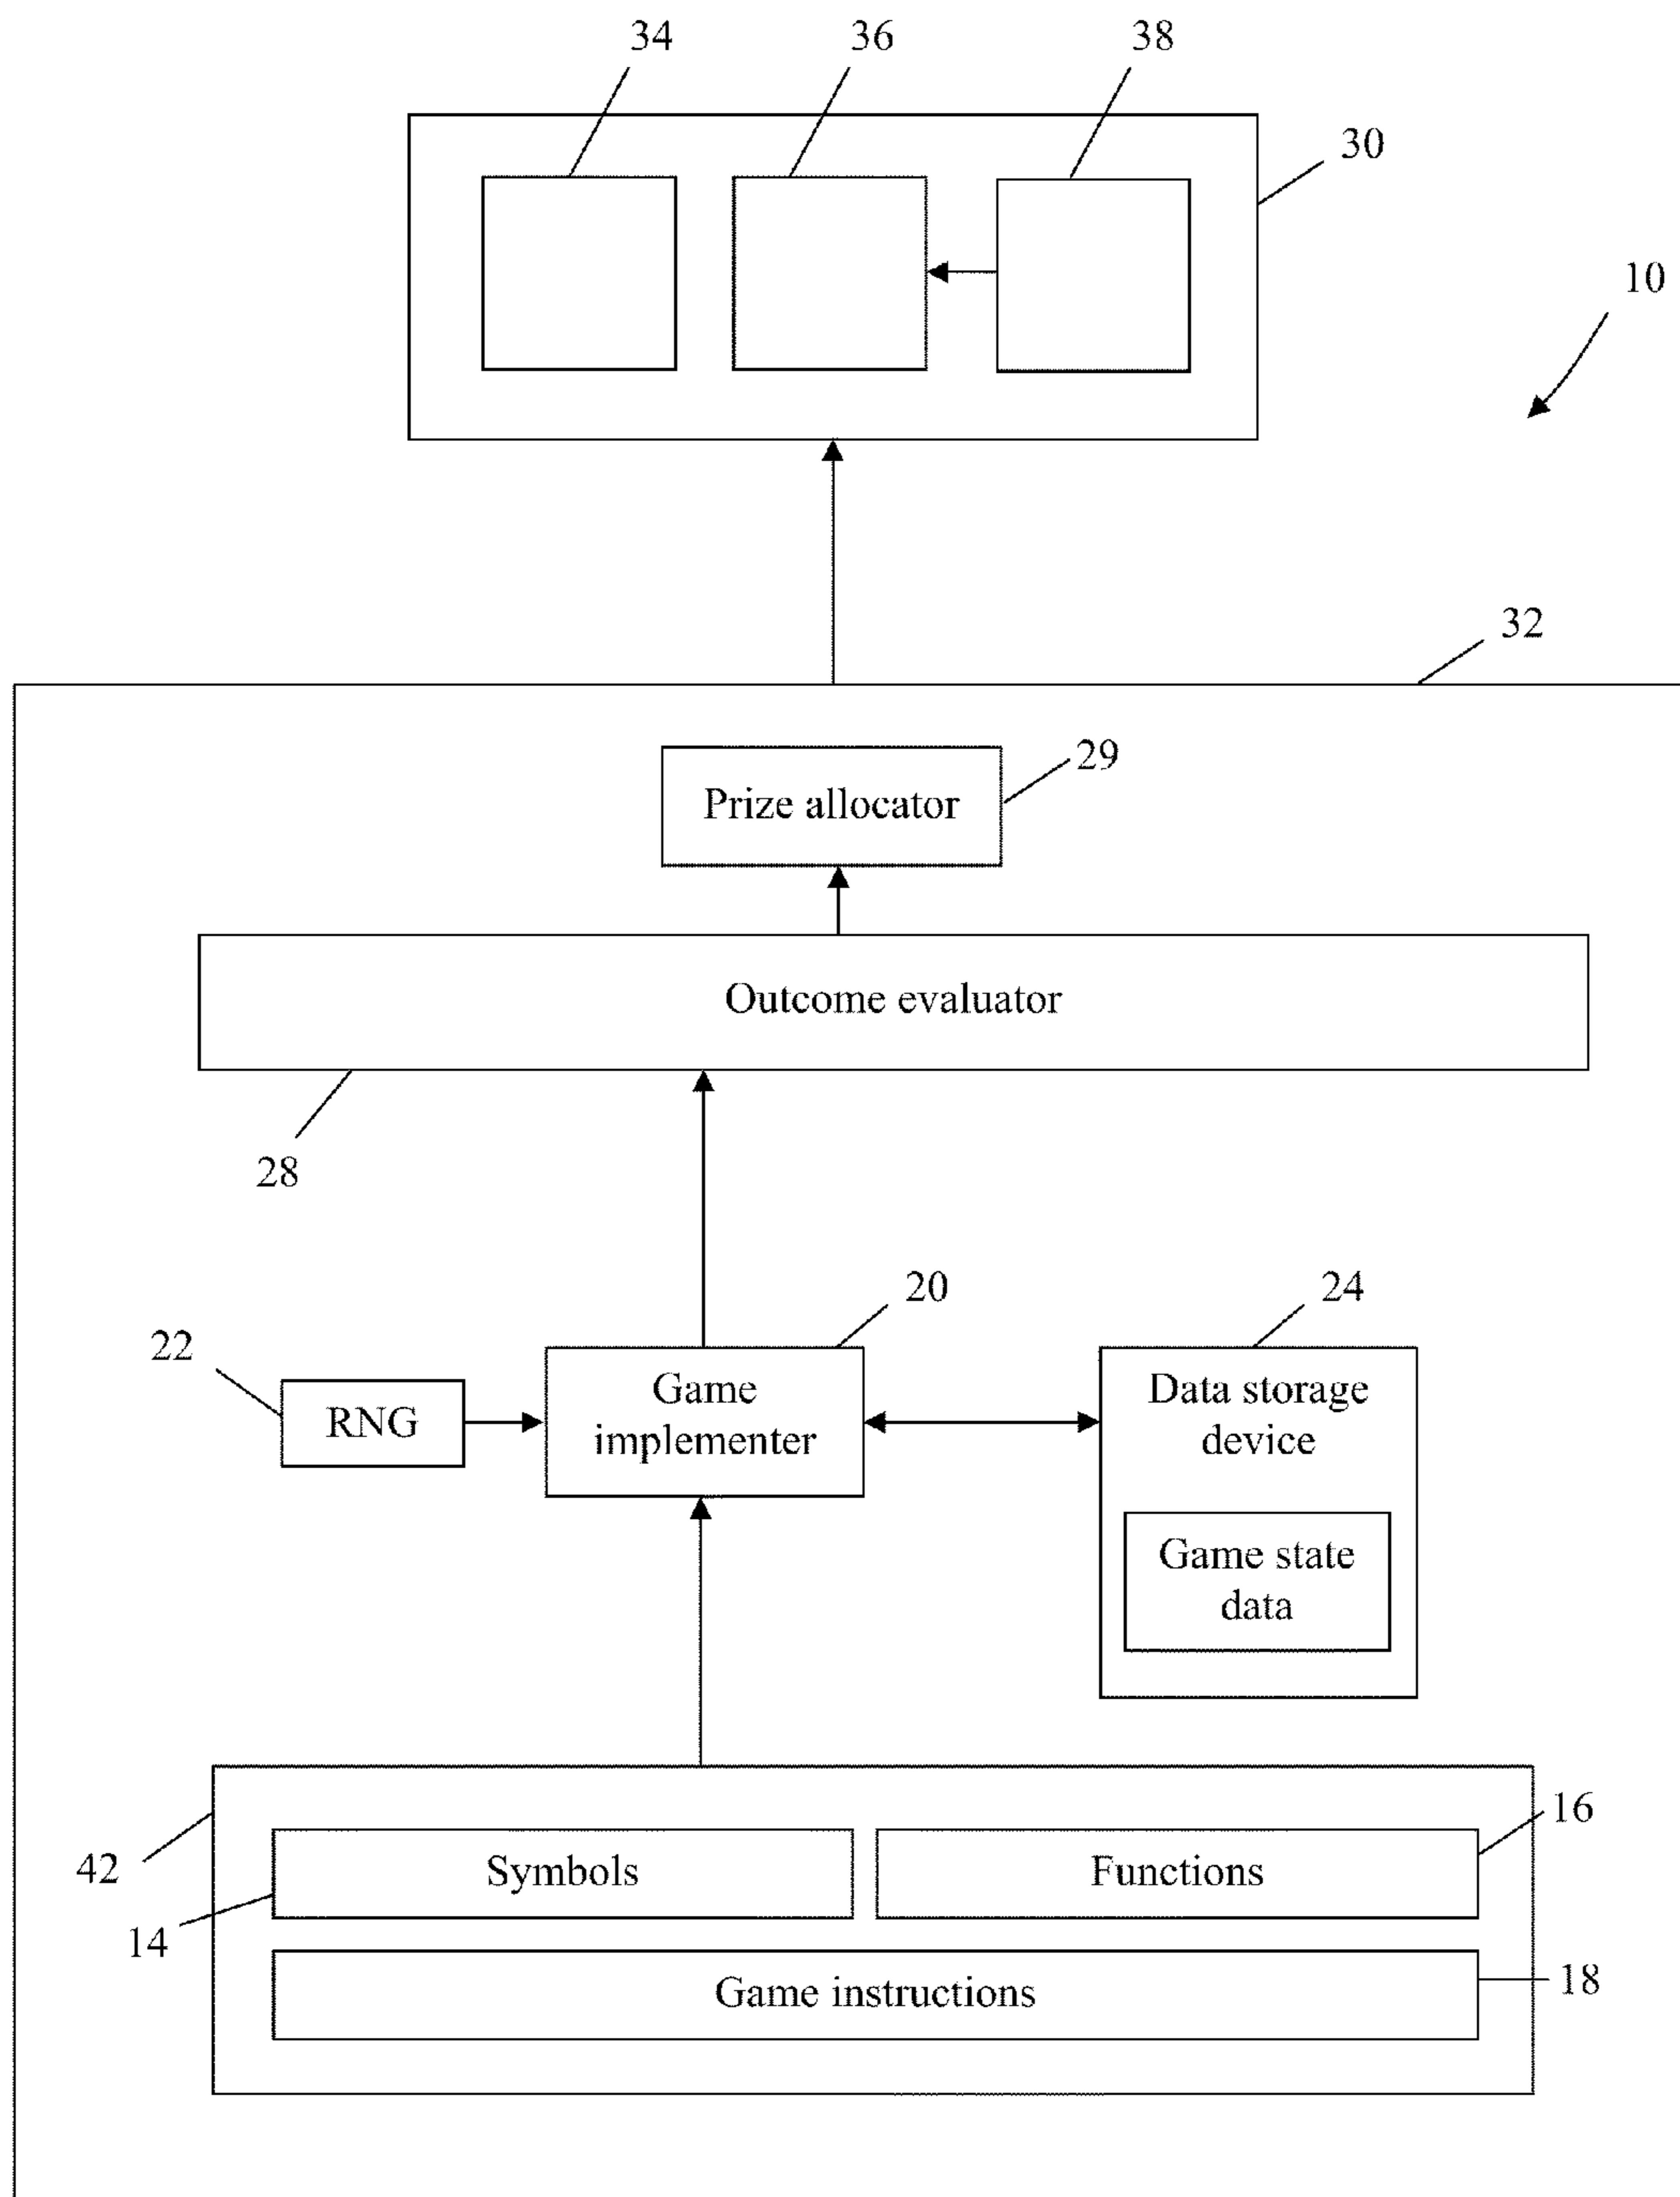 34
36
38
30
10
32
29
Prize allocator
Outcome evaluator
28
20
24
22
RNG
Game
implementer
Data storage
device
Game state
data
16
42
Symbols
Functions
14
Game instructions
18